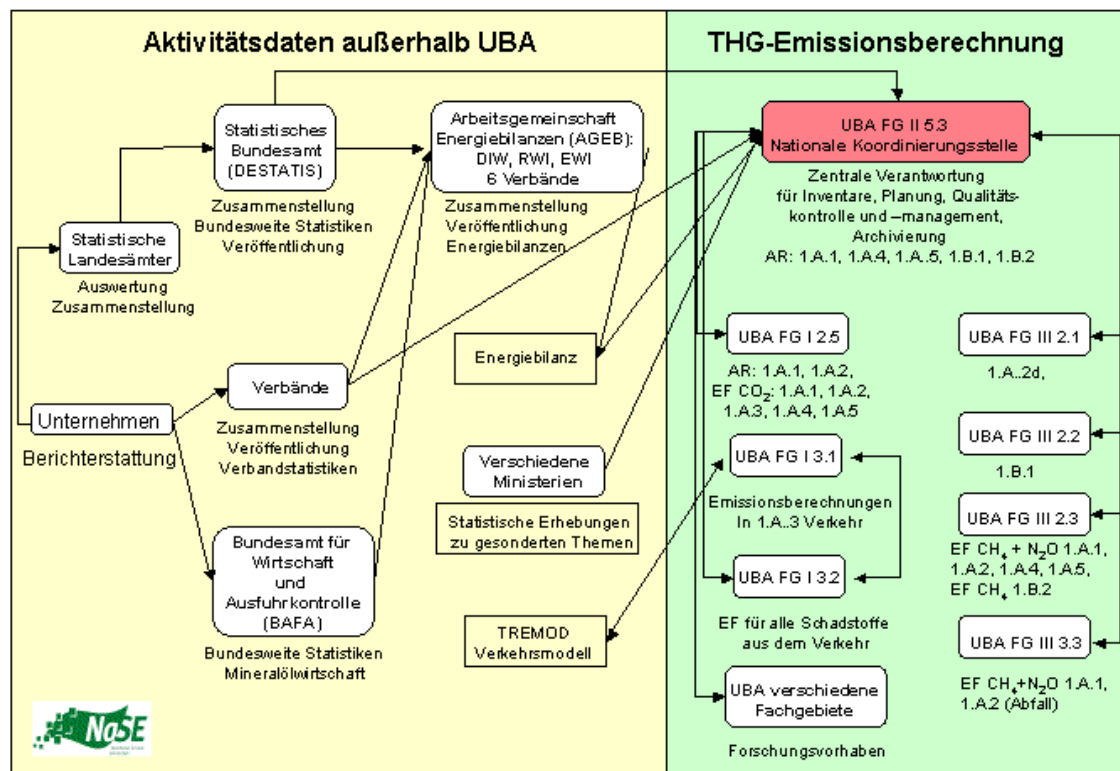 Aktivitätsdaten außerhalb UBA
Statistisches
Bundesamt
(DESTATIS)
Zusammenstellung
Bundesweite Statistiken
Veröffentlichung
Arbeitsgemeinschaft
Energiebilanzen (AGEB):
DIW, RWI, EWI
6 Verbände
Zusammenstellung
Veröffentlichung
Energiebilanzen
Statistische
Landesämter
Auswertung
Zusammenstellung
Energiebilanz
Verbände
Zusammenstellung
Veröffentlichung
Verbandstatistiken
Unternehmen
Berichterstattung
Verschiedene
Ministerien
Statistische Erhebungen
zu gesonderten Themen
Bundesamt für
Wirtschaft
und
Ausfuhrkontrolle
(BAFA)
Bundesweite Statistiken
Mineralölwirtschaft
TREMOD
Verkehrsmodell
NaSE
THG-Emissionsberechnung
UBA FG II 5.3
Nationale Koordinierungsstelle
Zentrale Verantwortung
für Inventare, Planung, Qualitäts-
kontrolle und –management,
Archivierung
AR: 1.A.1, 1.A.4, 1.A.5, 1.B.1, 1.B.2
UBA FG I 2.5
AR: 1.A.1, 1.A.2,
EF CO₂: 1.A.1, 1.A.2,
1.A.3, 1.A.4, 1.A.5
UBA FG I 3.1
Emissionsberechnungen
In 1.A..3 Verkehr
UBA FG I 3.2
EF für alle Schadstoffe
aus dem Verkehr
UBA verschiedene
Fachgebiete
Forschungsvorhaben
UBA FG III 2.1
1.A..2d,
UBA FG III 2.2
1.B.1
UBA FG III 2.3
EF CH₄ + N₂O 1.A.1,
1.A.2, 1.A.4, 1.A.5,
EF CH₄ 1.B.2
UBA FG III 3.3
EF CH₄+N₂O 1.A.1,
1.A.2 (Abfall)